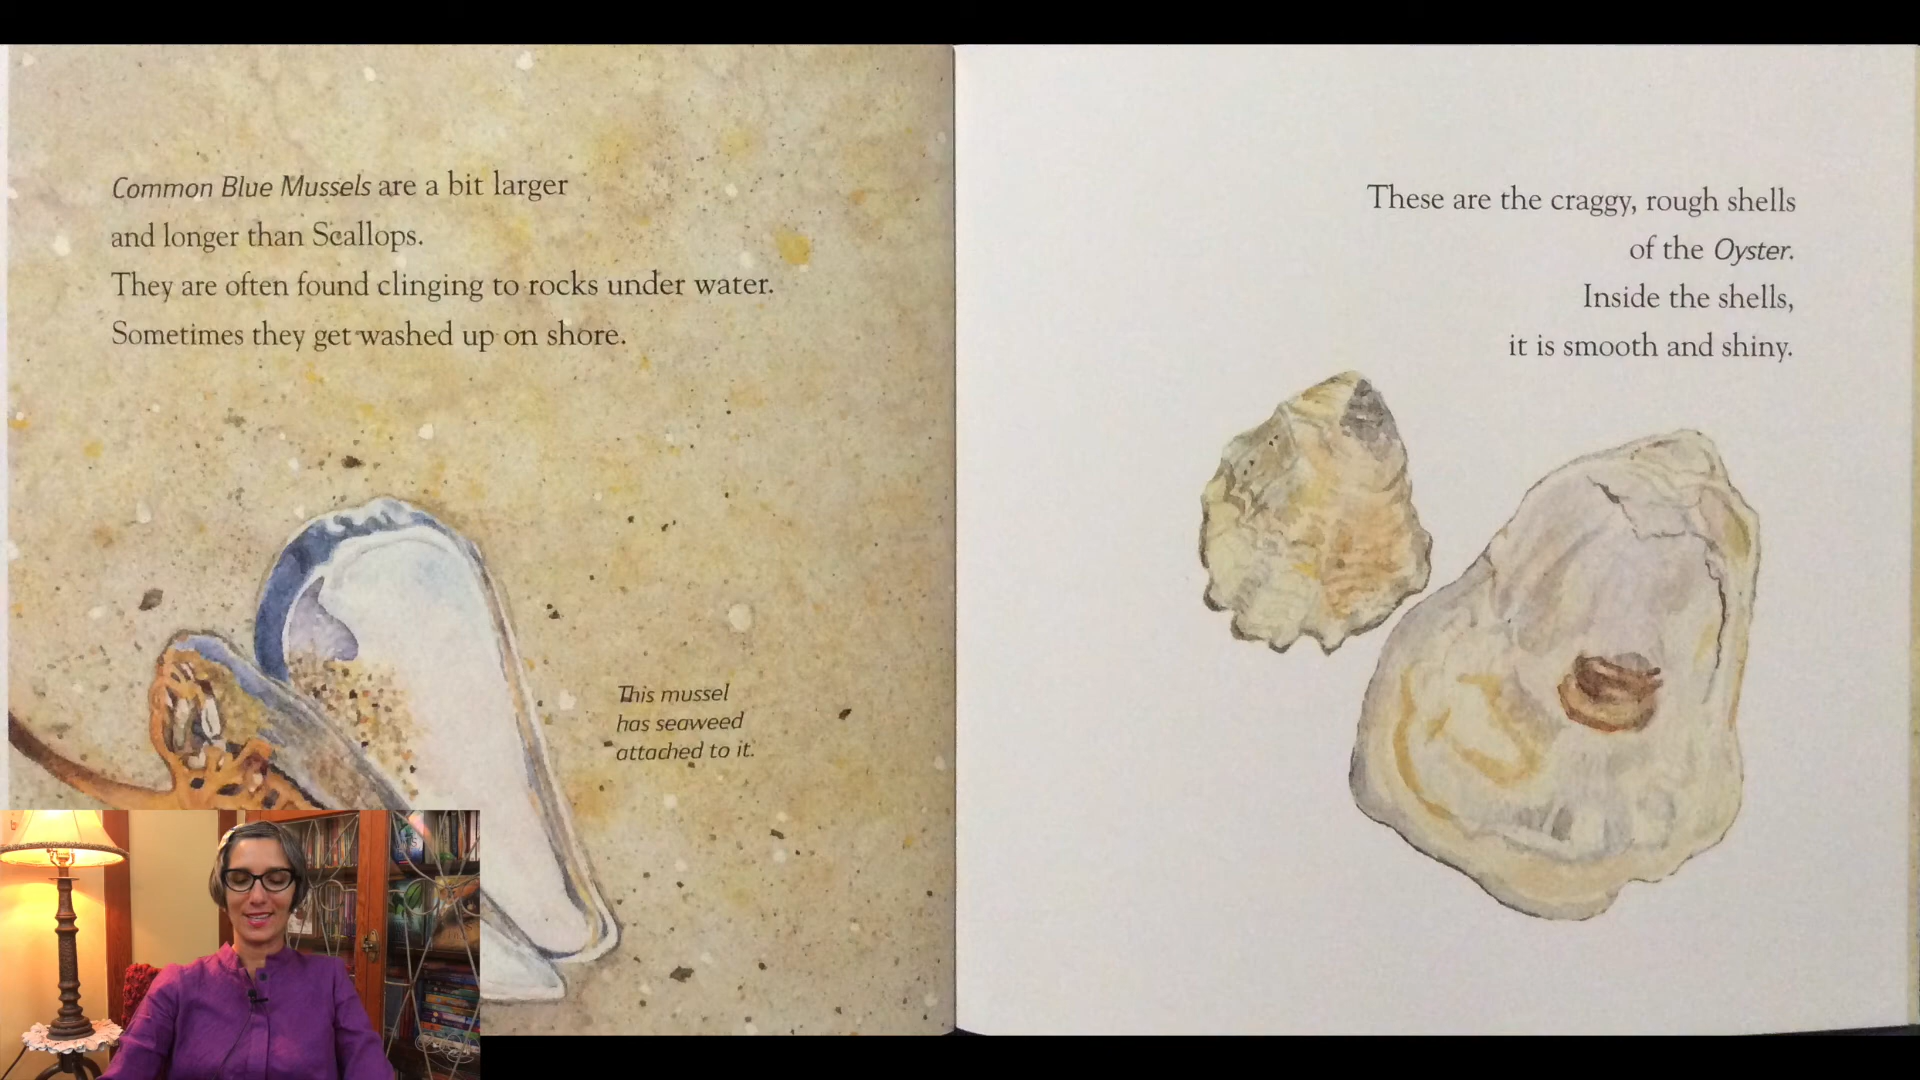 Common Blue Mussels are a bit larger
and longer than Scallops.
They are often found clinging to rocks under water.
Sometimes they get washed up on shore.
This mussel
has seaweed
attached to it.
These are the craggy, rough shells
of the Oyster.
Inside the shells,
it is smooth and shiny.